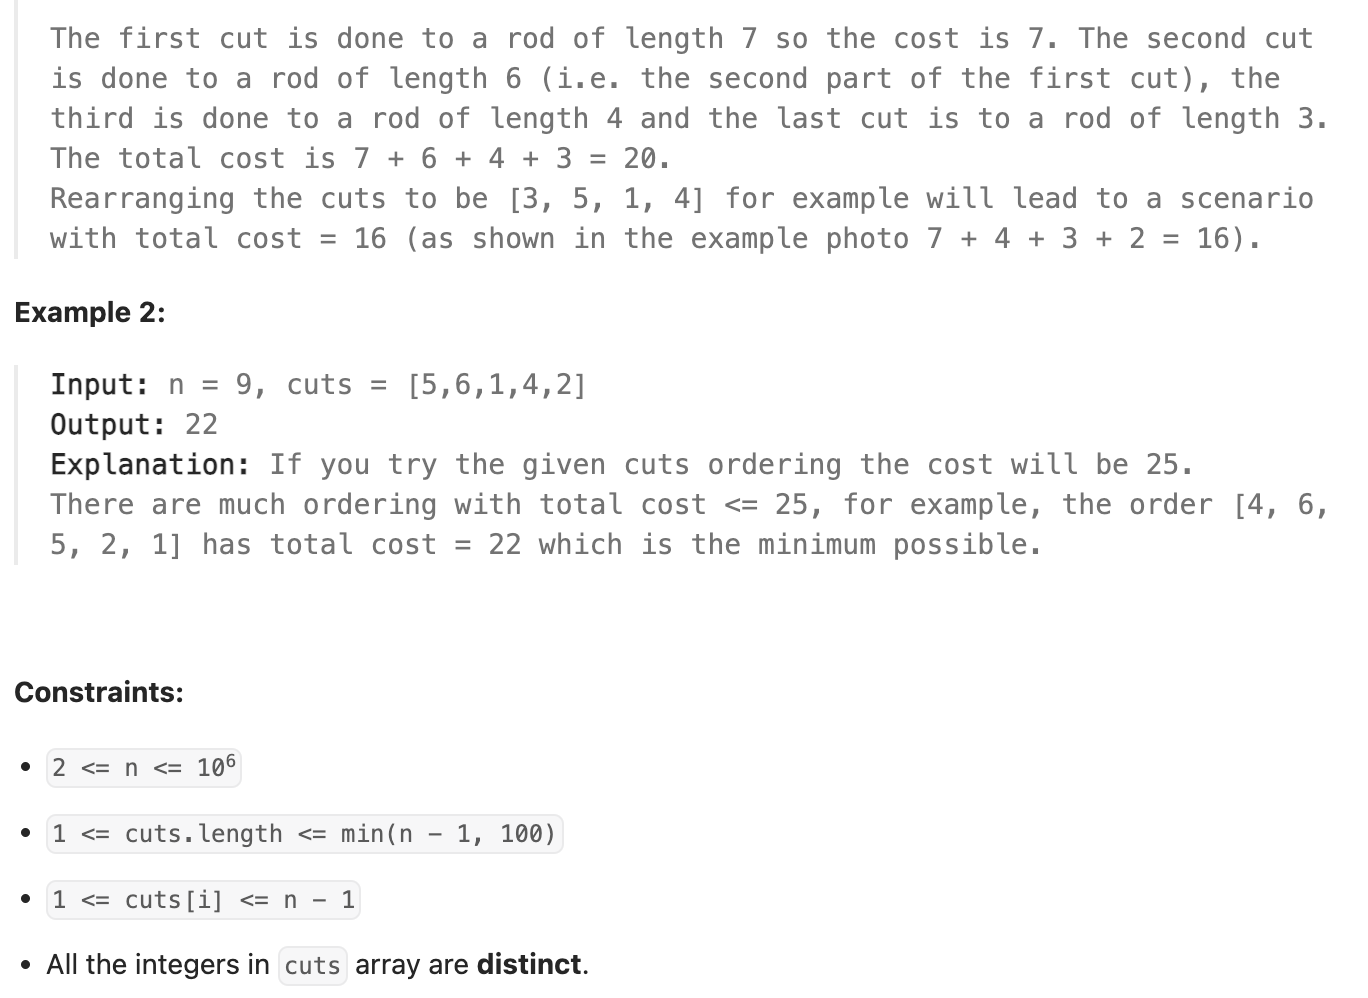 The first cut is done to a rod of length 7 so the cost is 7. The second cut
is done to a rod of length 6 (i.e. the second part of the first cut), the
third is done to a rod of length 4 and the last cut is to a rod of length 3.
The total cost is 7 + 6 + 4 + 3 = 20.
Rearranging the cuts to be [3, 5, 1, 4] for example will lead to a scenario
with total cost = 16 (as shown in the example photo 7 + 4 + 3 + 2 = 16).
Example 2:
Input: n = 9, cuts = [5,6,1,4,2]
Output: 22
Explanation: If you try the given cuts ordering the cost will be 25.
There are much ordering with total cost <= 25, for example, the order [4, 6,
5, 2, 1] has total cost = 22 which is the minimum possible.
Constraints:
• 2 <= n <= 10⁶
• 1 <= cuts.length <= min(n - 1, 100)
• 1 <= cuts[i] <= n - 1
• All the integers in cuts array are distinct.